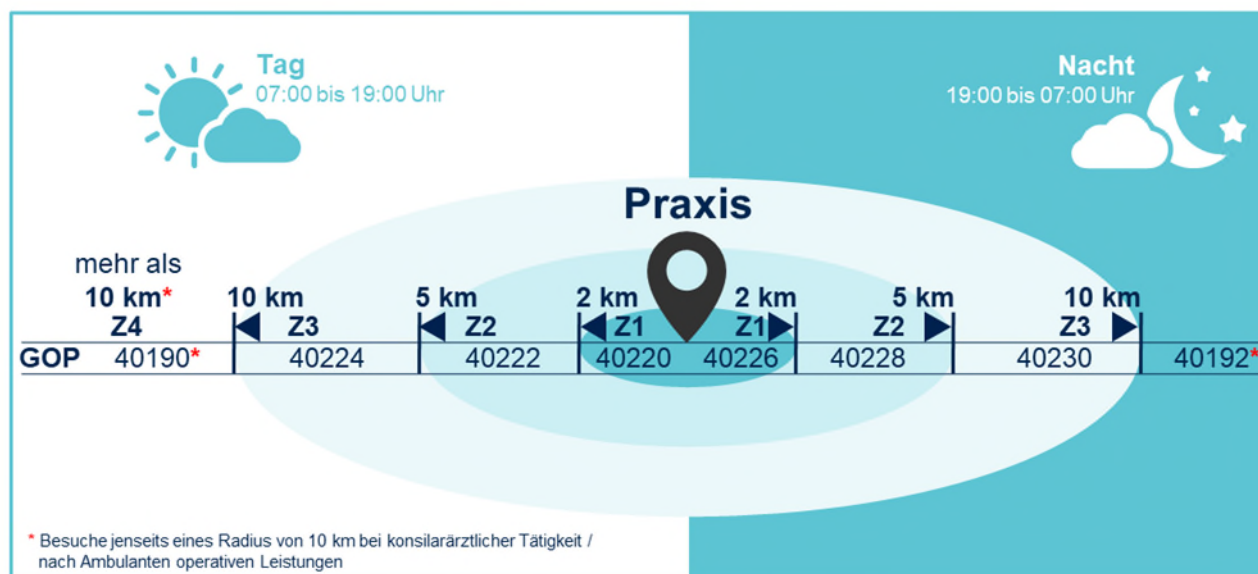 Tag
07:00 bis 19:00 Uhr
Nacht
19:00 bis 07:00 Uhr
Praxis
mehr als
10 km* 10 km 5 km 2 km 2 km 5 km 10 km
Z4 Z3 Z2 Z1 Z1 Z2 Z3
GOP 40190* 40224 40222 40220 40226 40228 40230 40192*
* Besuche jenseits eines Radius von 10 km bei konsilarärztlicher Tätigkeit /
nach Ambulanten operativen Leistungen